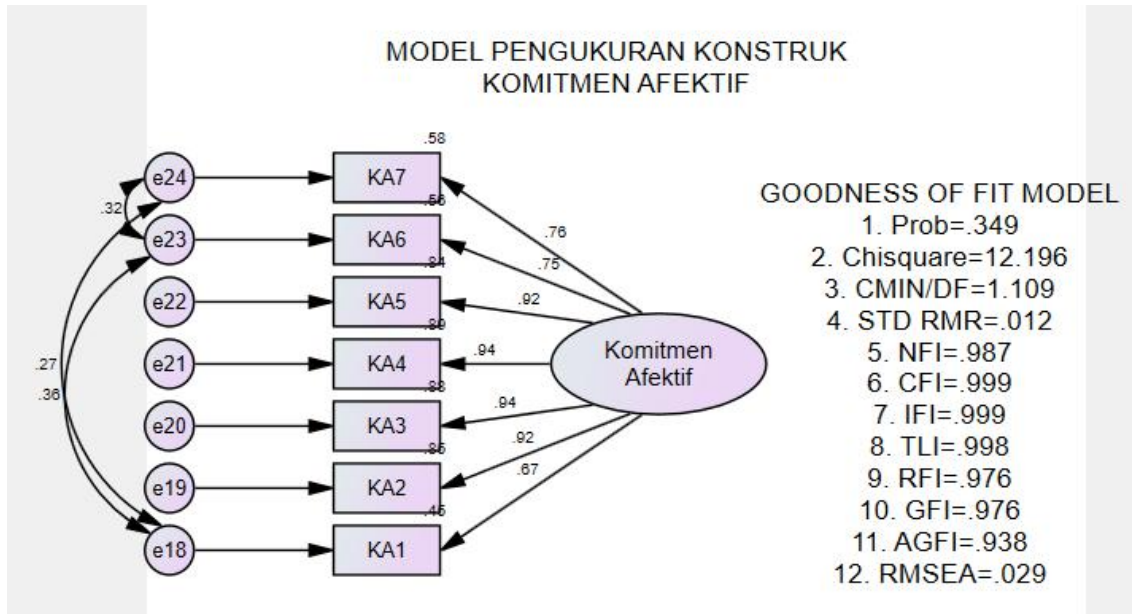 MODEL PENGUKURAN KONSTRUK
KOMITMEN AFEKTIF
.58
e24
KA7
.56
.32
.76
e23
KA6
.84
.75
e22
KA5
.92
.89
e21
KA4
.94
Komitmen
Afektif
.88
.27
.36
e20
KA3
.94
.85
.92
e19
KA2
.67
.45
e18
KA1
GOODNESS OF FIT MODEL
1. Prob=.349
2. Chisquare=12.196
3. CMIN/DF=1.109
4. STD RMR=.012
5. NFI=.987
6. CFI=.999
7. IFI=.999
8. TLI=.998
9. RFI=.976
10. GFI=.976
11. AGFI=.938
12. RMSEA=.029